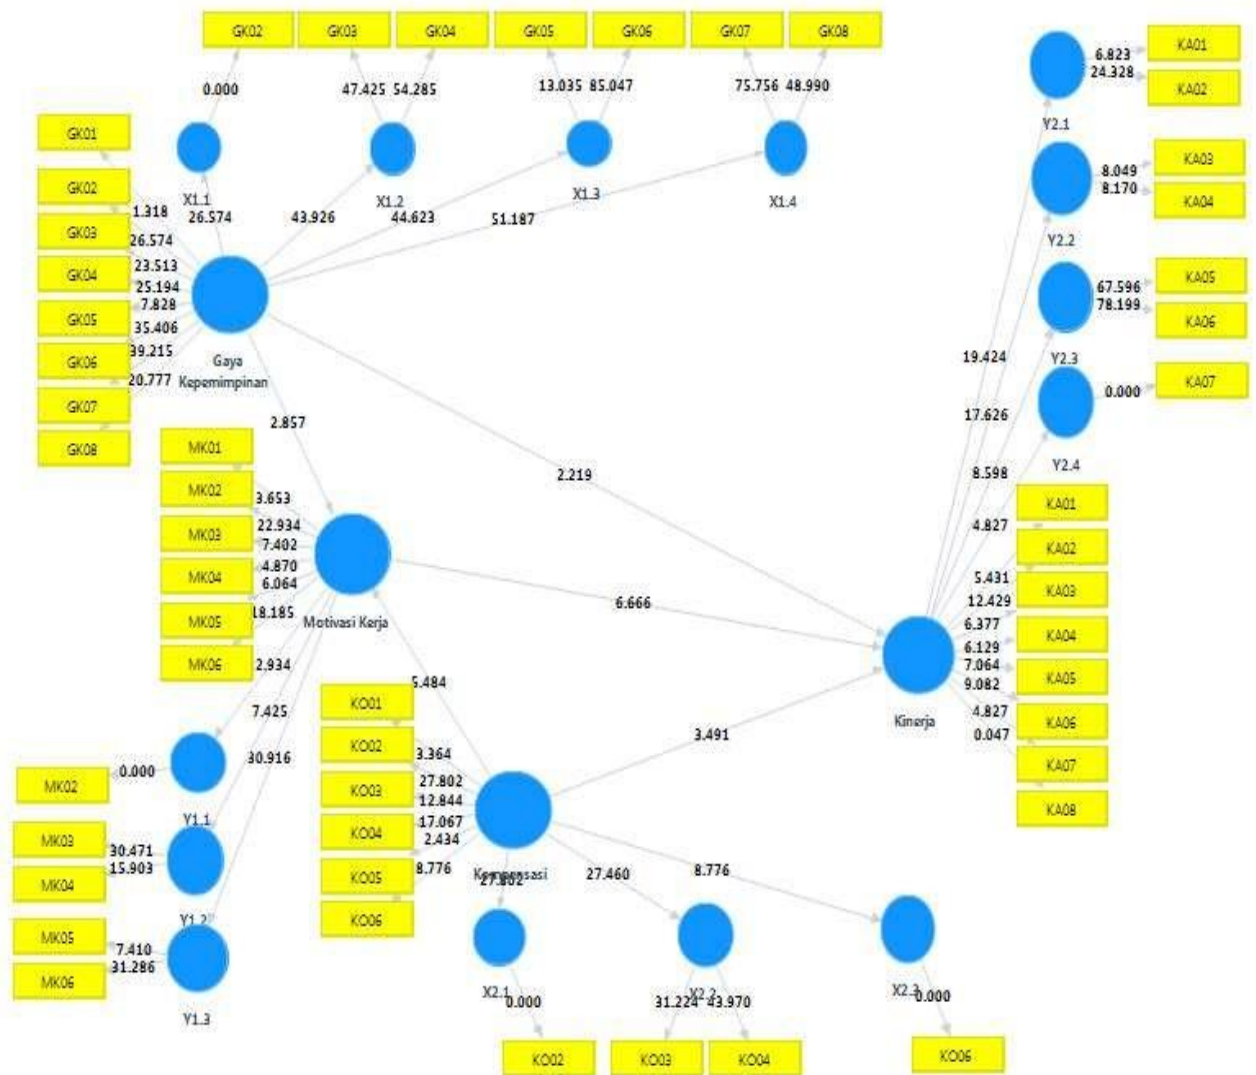 GK02 GK03 GK04 GK05 GK06 GK07 GK08
0.000 47.425 54.285 13.035 85.047 75.756 48.990
X1.1 X1.2 X1.3 X1.4
26.574 43.926 44.623 51.187
GK01
GK02
GK03
GK04
GK05
GK06
GK07
GK08
1.318
26.574
23.513
25.194
7.828
35.406
39.215
20.777
Gaya
Kepemimpinan
2.857
2.219
MK01
MK02
MK03
MK04
MK05
MK06
3.653
22.934
7.402
4.870
6.064
18.185
Motivasi Kerja
6.666
2.934
7.425
30.916
MK02
0.000
Y1.1
MK03
MK04
30.471
15.903
Y1.2
MK05
MK06
7.410
31.286
Y1.3
5.484
KO01
KO02
KO03
KO04
KO05
KO06
3.364
27.802
12.844
17.067
2.434
8.776
Kompensasi
3.491
27.802 27.460 8.776
X2.1 X2.2 X2.3
0.000 31.224 43.970 0.000
KO02 KO03 KO04 KO06
Kinerja
19.424
17.626
8.598
4.827
Y2.1
6.823
24.328
KA01
KA02
Y2.2
8.049
8.170
KA03
KA04
Y2.3
67.596
78.199
KA05
KA06
Y2.4
0.000
KA07
5.431
12.429
6.377
6.129
7.064
9.082
4.827
0.047
KA01
KA02
KA03
KA04
KA05
KA06
KA07
KA08